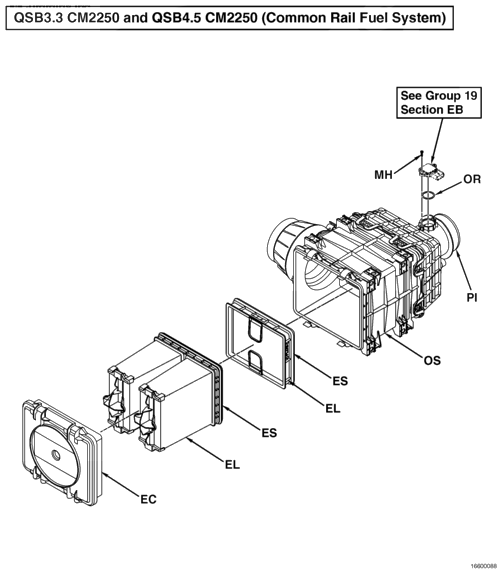 QSB3.3 CM2250 and QSB4.5 CM2250 (Common Rail Fuel System)
See Group 19
Section EB
MH
OR
PI
OS
ES
EL
ES
EL
EC
16600088